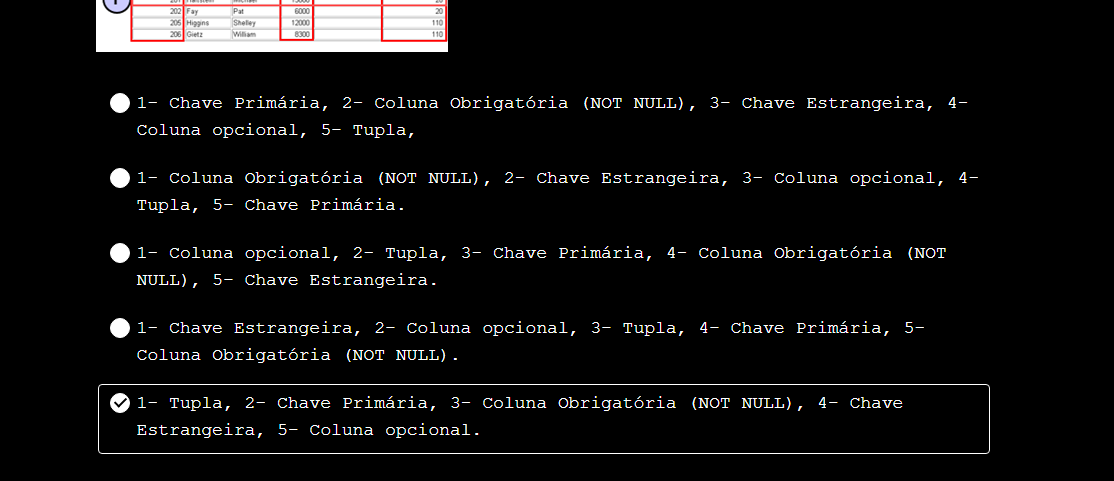 202 Fay Pat 6000 20
205 Higgins Shelley 12000 110
206 Gietz William 8300 110
1- Chave Primária, 2- Coluna Obrigatória (NOT NULL), 3- Chave Estrangeira, 4-
Coluna opcional, 5- Tupla,
1- Coluna Obrigatória (NOT NULL), 2- Chave Estrangeira, 3- Coluna opcional, 4-
Tupla, 5- Chave Primária.
1- Coluna opcional, 2- Tupla, 3- Chave Primária, 4- Coluna Obrigatória (NOT
NULL), 5- Chave Estrangeira.
1- Chave Estrangeira, 2- Coluna opcional, 3- Tupla, 4- Chave Primária, 5-
Coluna Obrigatória (NOT NULL).
1- Tupla, 2- Chave Primária, 3- Coluna Obrigatória (NOT NULL), 4- Chave
Estrangeira, 5- Coluna opcional.